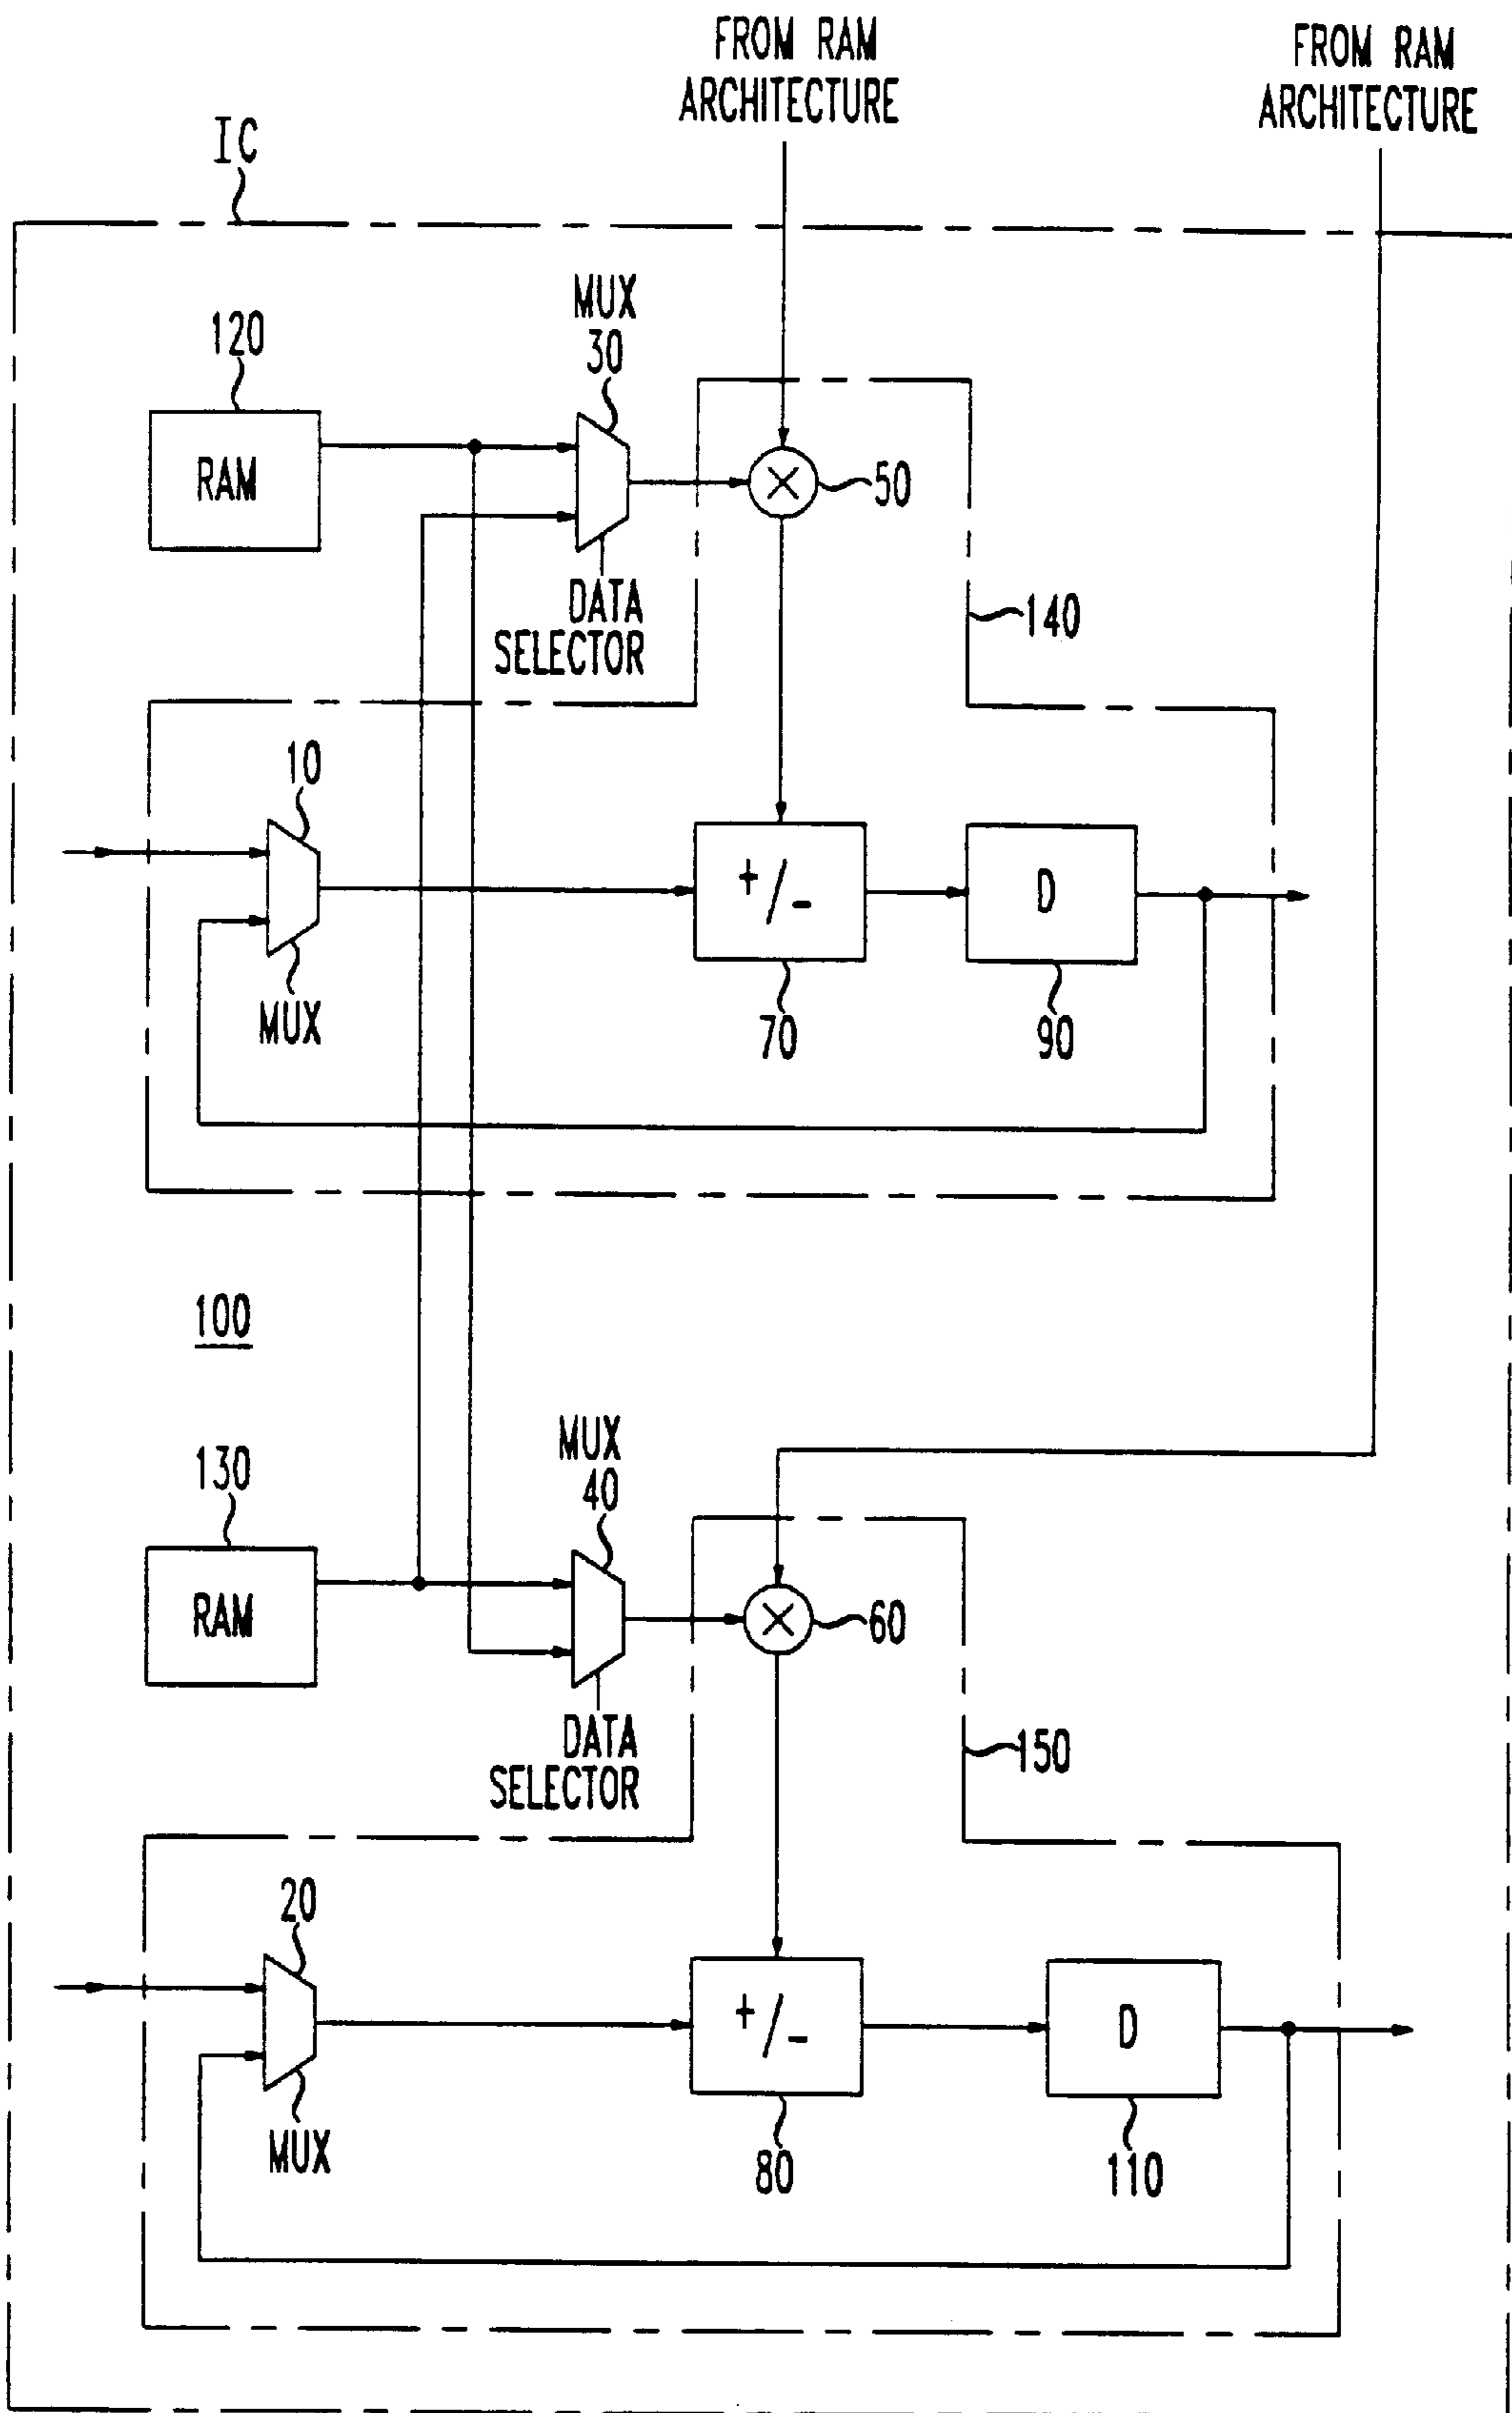 FROM RAM
ARCHITECTURE
FROM RAM
ARCHITECTURE
IC
MUX
30
120
RAM
50
DATA
SELECTOR
140
10
+/-
D
MUX
70
90
100
MUX
40
130
RAM
60
DATA
SELECTOR
150
20
+/-
D
MUX
80
110